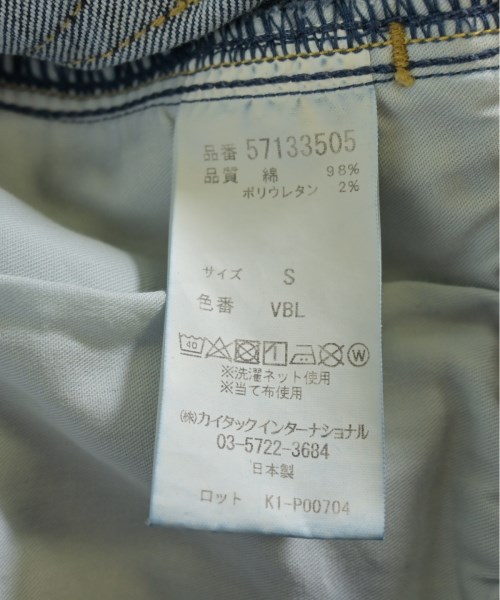 品番 57133505
品質 綿 98%
ポリウレタン 2%
サイズ S
色番 VBL
40 W
※洗濯ネット使用
※当て布使用
㈱カイタックインターナショナル
03-5722-3684
日本製
ロット K1-P00704